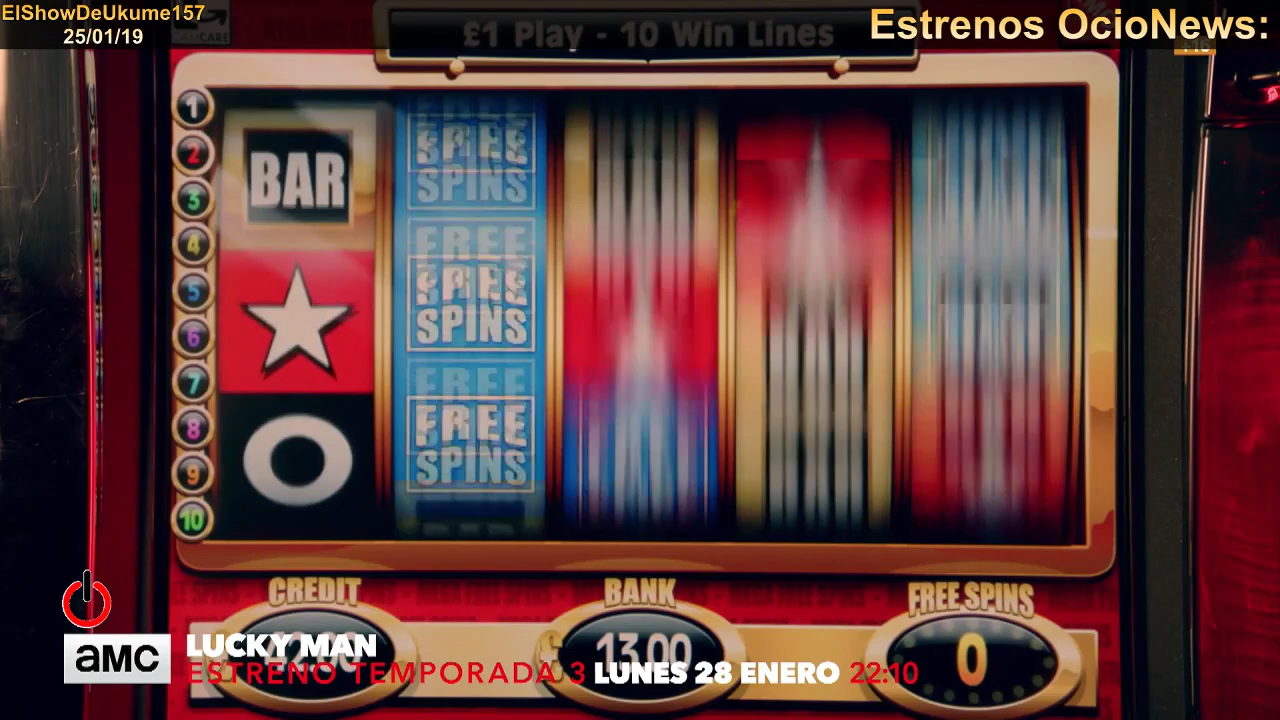 ElShowDeUkume157
25/01/19
Estrenos OcioNews:
£1 Play - 10 Win Lines
1
2
3
4
5
6
7
8
9
10
BAR
FREE
SPINS
FREE
SPINS
FREE
SPINS
CREDIT
BANK
FREE SPINS
13.00
0
aMC
LUCKY MAN
ESTRENO TEMPORADA 3 LUNES 28 ENERO 22:10